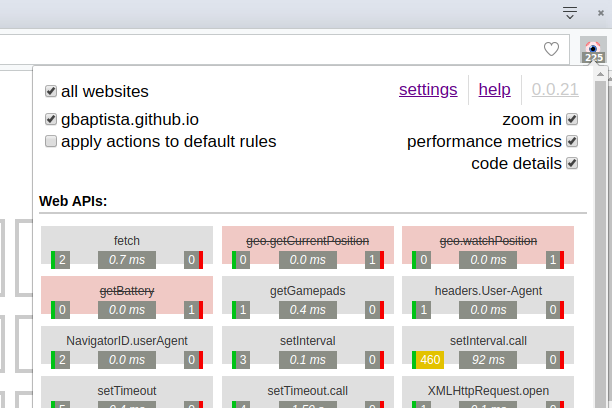 225
all websites
settings help 0.0.21
gbaptista.github.io
zoom in
apply actions to default rules
performance metrics
code details
Web APIs:
fetch geo.getCurrentPosition geo.watchPosition
2 0.7 ms 0 0 0.0 ms 1 0 0.0 ms 1
getBattery getGamepads headers.User-Agent
0 0.0 ms 1 7 0.4 ms 0 1 0.0 ms 0
NavigatorID.userAgent setInterval setInterval.call
2 0.0 ms 0 3 0.1 ms 0 460 92 ms 0
setTimeout setTimeout.call XMLHttpRequest.open